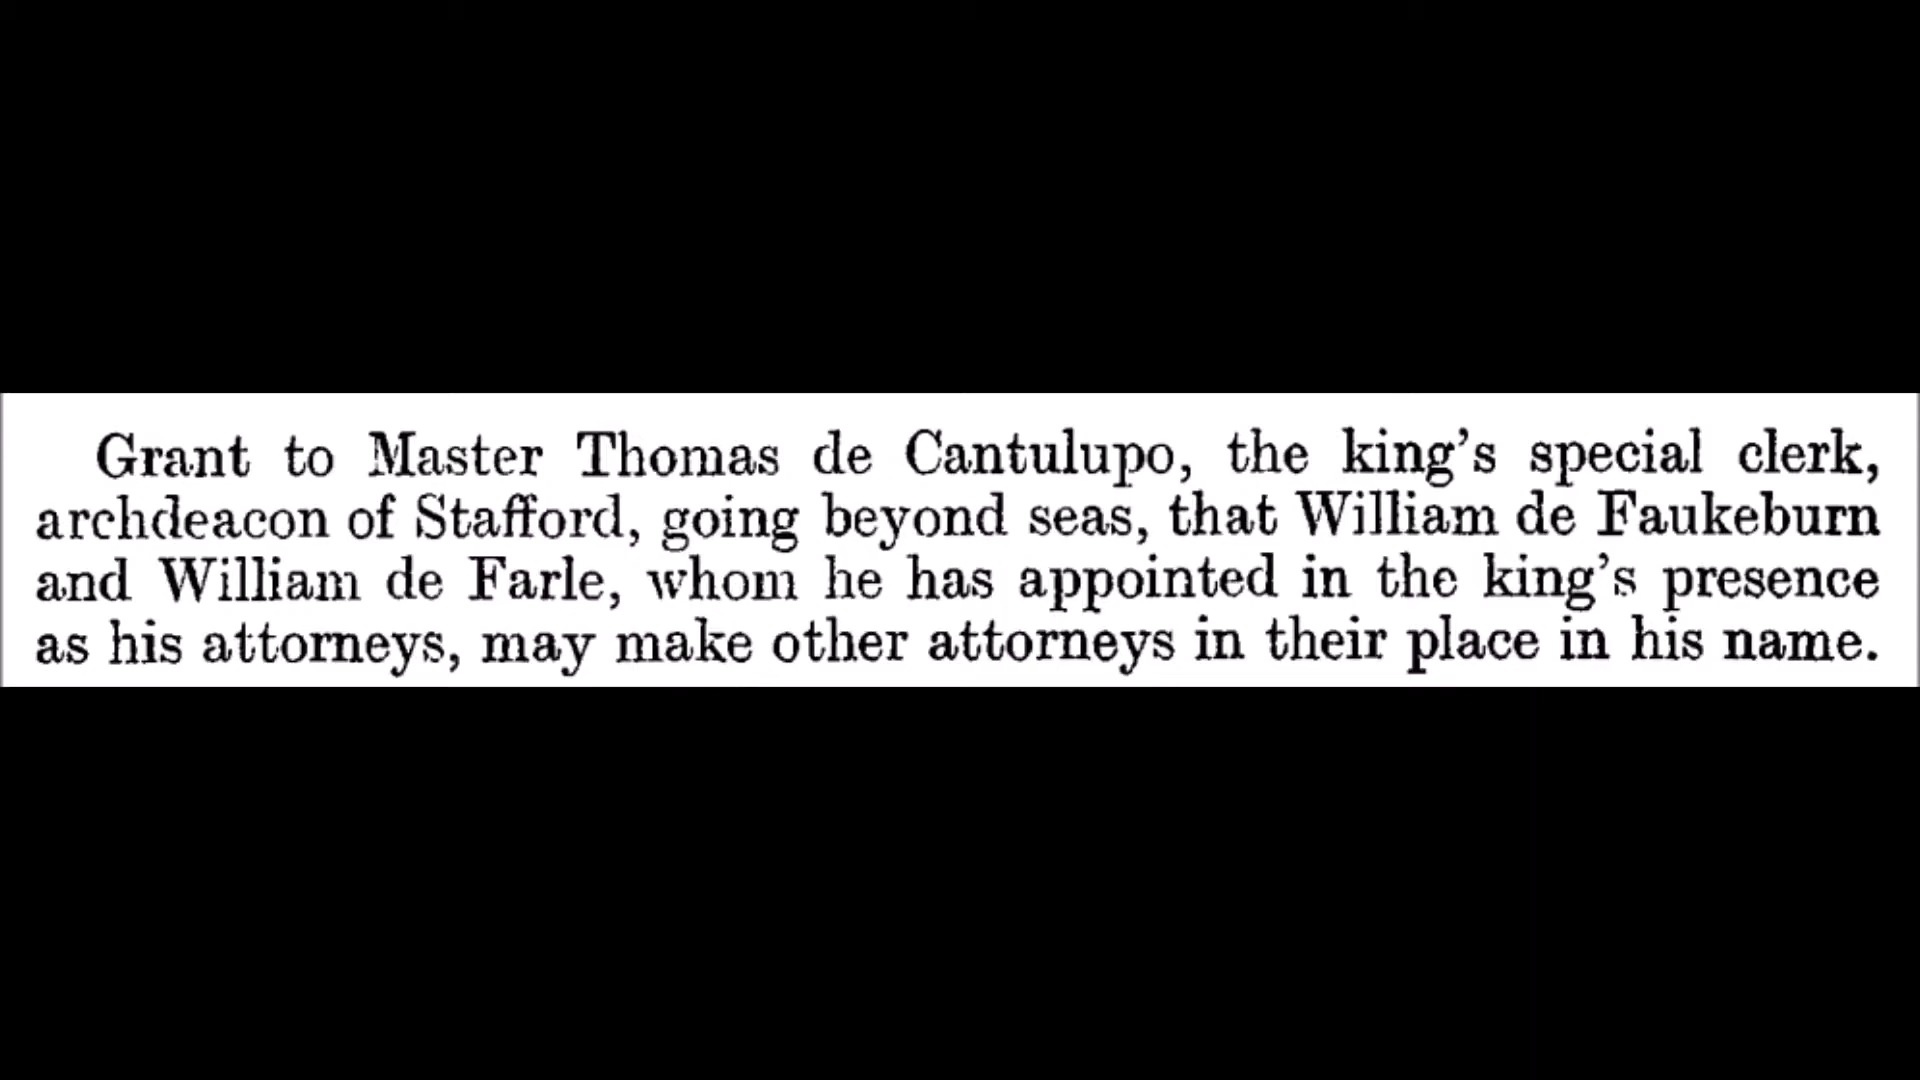 Grant to Master Thomas de Cantulupo, the king's special clerk,
archdeacon of Stafford, going beyond seas, that William de Faukeburn
and William de Farle, whom he has appointed in the king's presence
as his attorneys, may make other attorneys in their place in his name.